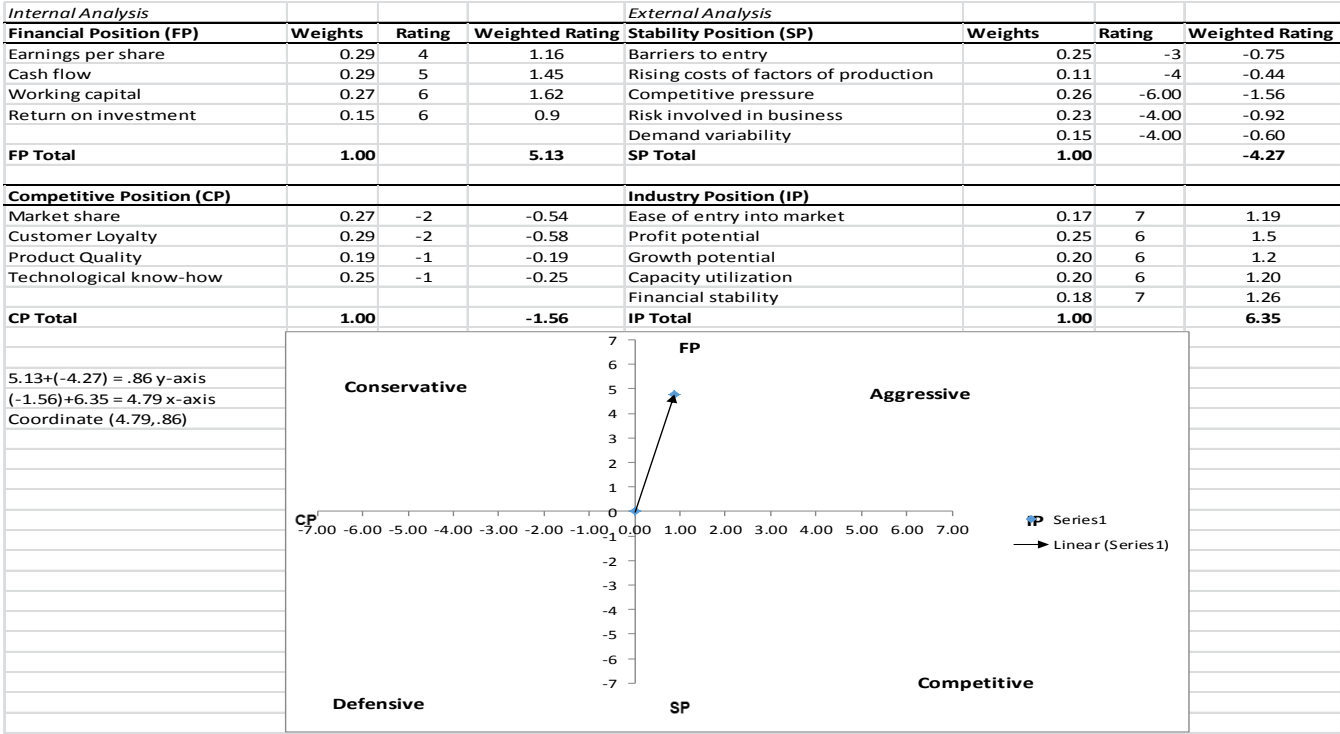 Internal Analysis External Analysis
Financial Position (FP) Weights Rating Weighted Rating Stability Position (SP) Weights Rating Weighted Rating
Earnings per share 0.29 4 1.16 Barriers to entry 0.25 -3 -0.75
Cash flow 0.29 5 1.45 Rising costs of factors of production 0.11 -4 -0.44
Working capital 0.27 6 1.62 Competitive pressure 0.26 -6.00 -1.56
Return on investment 0.15 6 0.9 Risk involved in business 0.23 -4.00 -0.92
Demand variability 0.15 -4.00 -0.60
FP Total 1.00 5.13 SP Total 1.00 -4.27
Competitive Position (CP) Industry Position (IP)
Market share 0.27 -2 -0.54 Ease of entry into market 0.17 7 1.19
Customer Loyalty 0.29 -2 -0.58 Profit potential 0.25 6 1.5
Product Quality 0.19 -1 -0.19 Growth potential 0.20 6 1.2
Technological know-how 0.25 -1 -0.25 Capacity utilization 0.20 6 1.20
Financial stability 0.18 7 1.26
CP Total 1.00 -1.56 IP Total 1.00 6.35
7 FP
6
5.13+(-4.27) = .86 y-axis Conservative Aggressive
5
(-1.56)+6.35 = 4.79 x-axis
4
Coordinate (4.79,.86)
3
2
1
0
CP IP Series1
-7.00 -6.00 -5.00 -4.00 -3.00 -2.00 -1.00 0.00 1.00 2.00 3.00 4.00 5.00 6.00 7.00
-1
Linear (Series1)
-2
-3
-4
-5
-6
-7 Competitive
Defensive SP